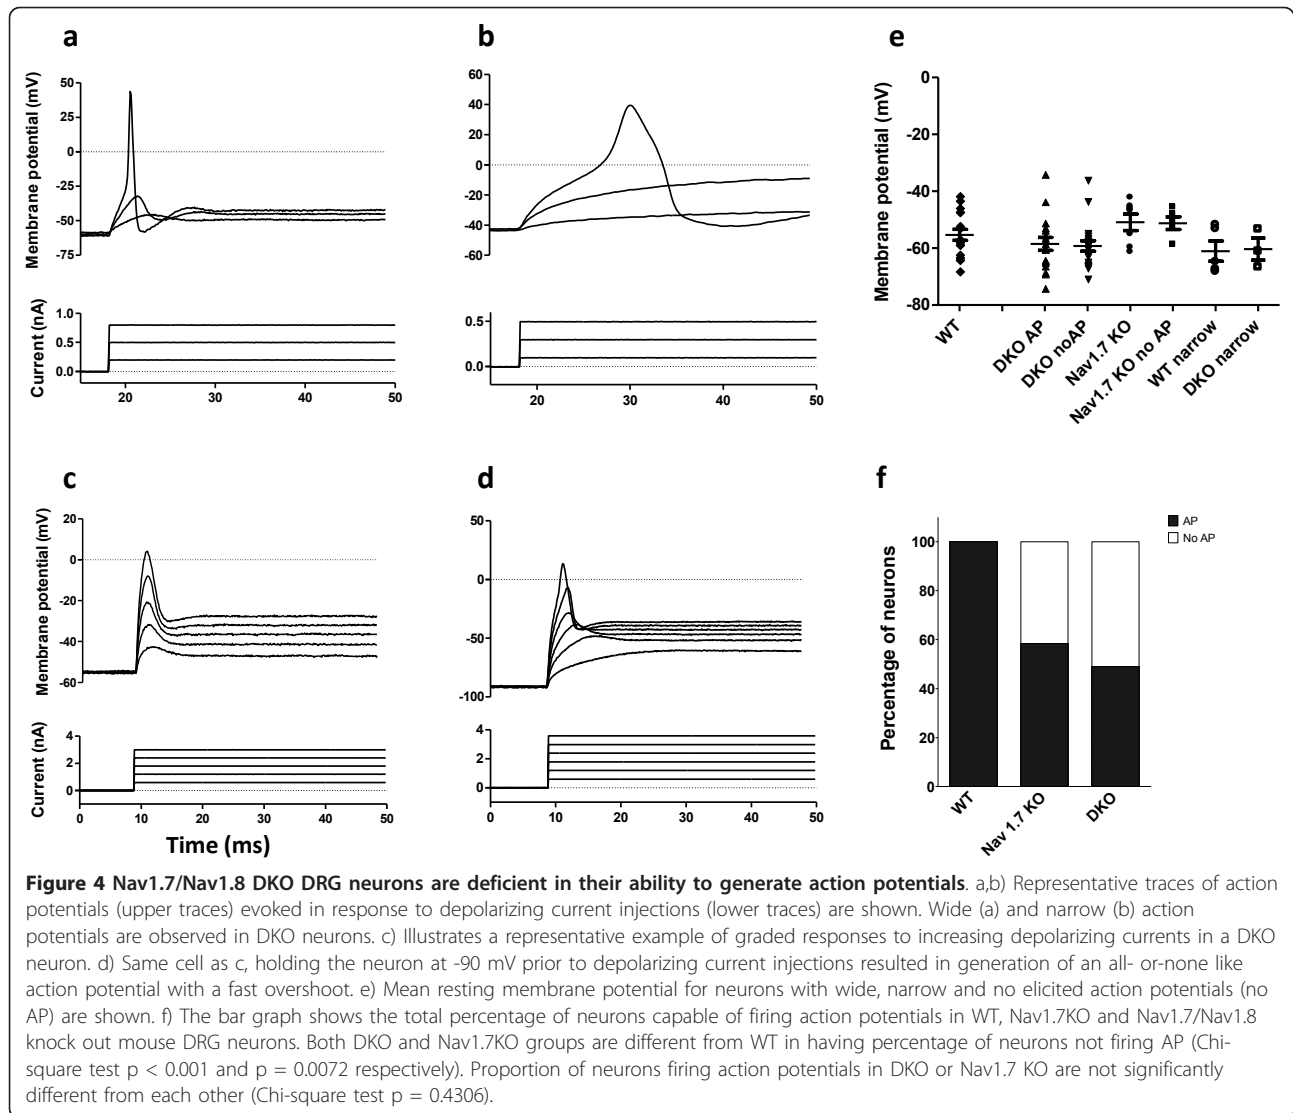 a
b
e
Membrane potential (mV)
50
25
0
-25
-50
-75
Current (nA)
1.0
0.5
0.0
20
30
40
50
60
40
20
0
-20
-40
-60
0.5
0.0
20
30
40
50
Membrane potential (mV)
0
-20
-40
-60
-80
WT
DKO AP
DKO noAP
Nav1.7 KO
Nav1.7 KO no AP
WT narrow
DKO narrow
c
d
f
Membrane potential (mV)
20
0
-20
-40
-60
Current (nA)
4
2
0
0
10
20
30
40
50
Time (ms)
50
0
-50
-100
4
2
0
0
10
20
30
40
50
AP
No AP
Percentage of neurons
100
80
60
40
20
0
WT
Nav 1.7 KO
DKO
Figure 4 Nav1.7/Nav1.8 DKO DRG neurons are deficient in their ability to generate action potentials. a,b) Representative traces of action
potentials (upper traces) evoked in response to depolarizing current injections (lower traces) are shown. Wide (a) and narrow (b) action
potentials are observed in DKO neurons. c) Illustrates a representative example of graded responses to increasing depolarizing currents in a DKO
neuron. d) Same cell as c, holding the neuron at -90 mV prior to depolarizing current injections resulted in generation of an all- or-none like
action potential with a fast overshoot. e) Mean resting membrane potential for neurons with wide, narrow and no elicited action potentials (no
AP) are shown. f) The bar graph shows the total percentage of neurons capable of firing action potentials in WT, Nav1.7KO and Nav1.7/Nav1.8
knock out mouse DRG neurons. Both DKO and Nav1.7KO groups are different from WT in having percentage of neurons not firing AP (Chi-
square test p < 0.001 and p = 0.0072 respectively). Proportion of neurons firing action potentials in DKO or Nav1.7 KO are not significantly
different from each other (Chi-square test p = 0.4306).